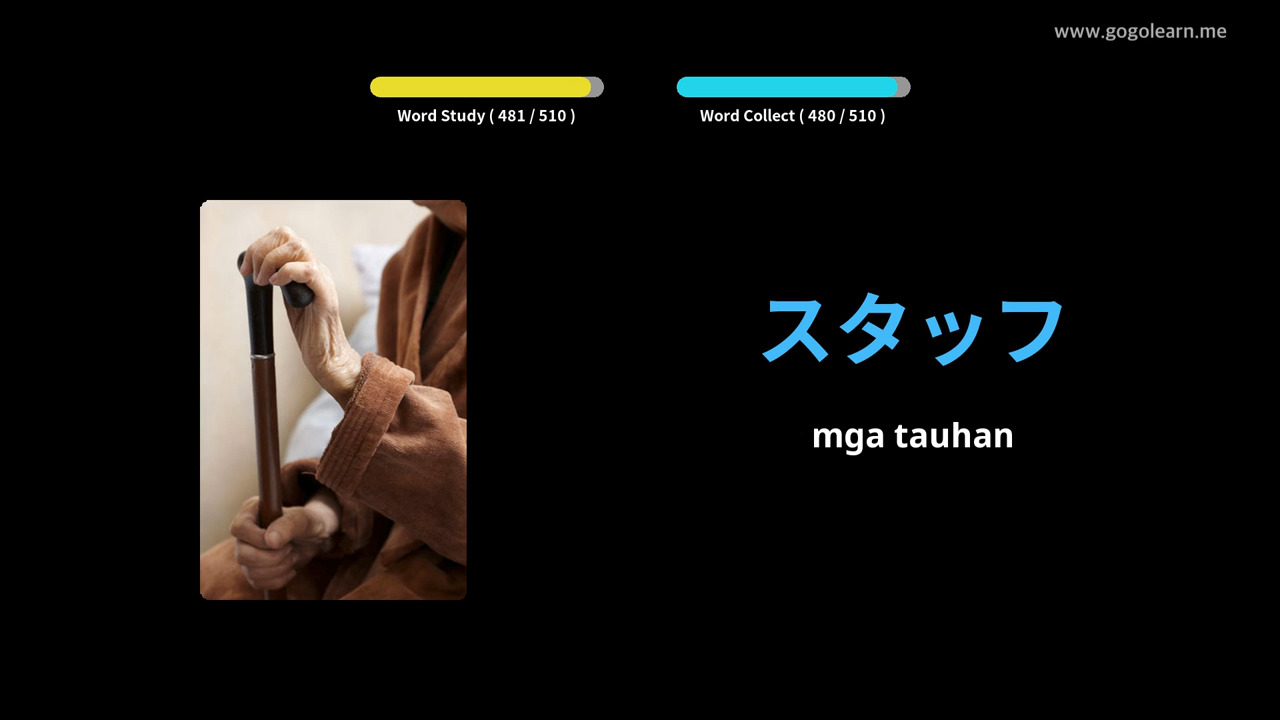 www.gogolearn.me
Word Study ( 481 / 510 )
Word Collect ( 480 / 510 )
スタッフ
mga tauhan